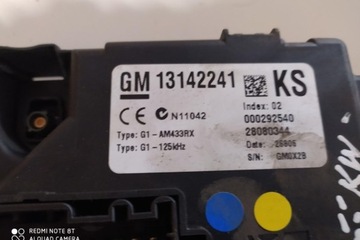 GM 13142241 KS
Index: 02
CE N11042
000292540
Type: G1-AM433RX
28080344
Type: G1-125kHz
Date: 28606
S/N: GM0X2B
REDMI NOTE 8T
AI QUAD CAMERA